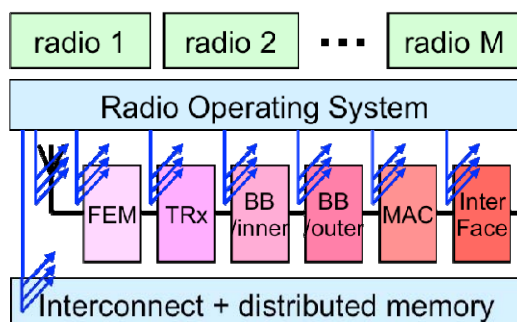 radio 1
radio 2
...
radio M
Radio Operating System
FEM
TRx
BB
/inner
BB
/outer
MAC
Inter
Face
Interconnect + distributed memory